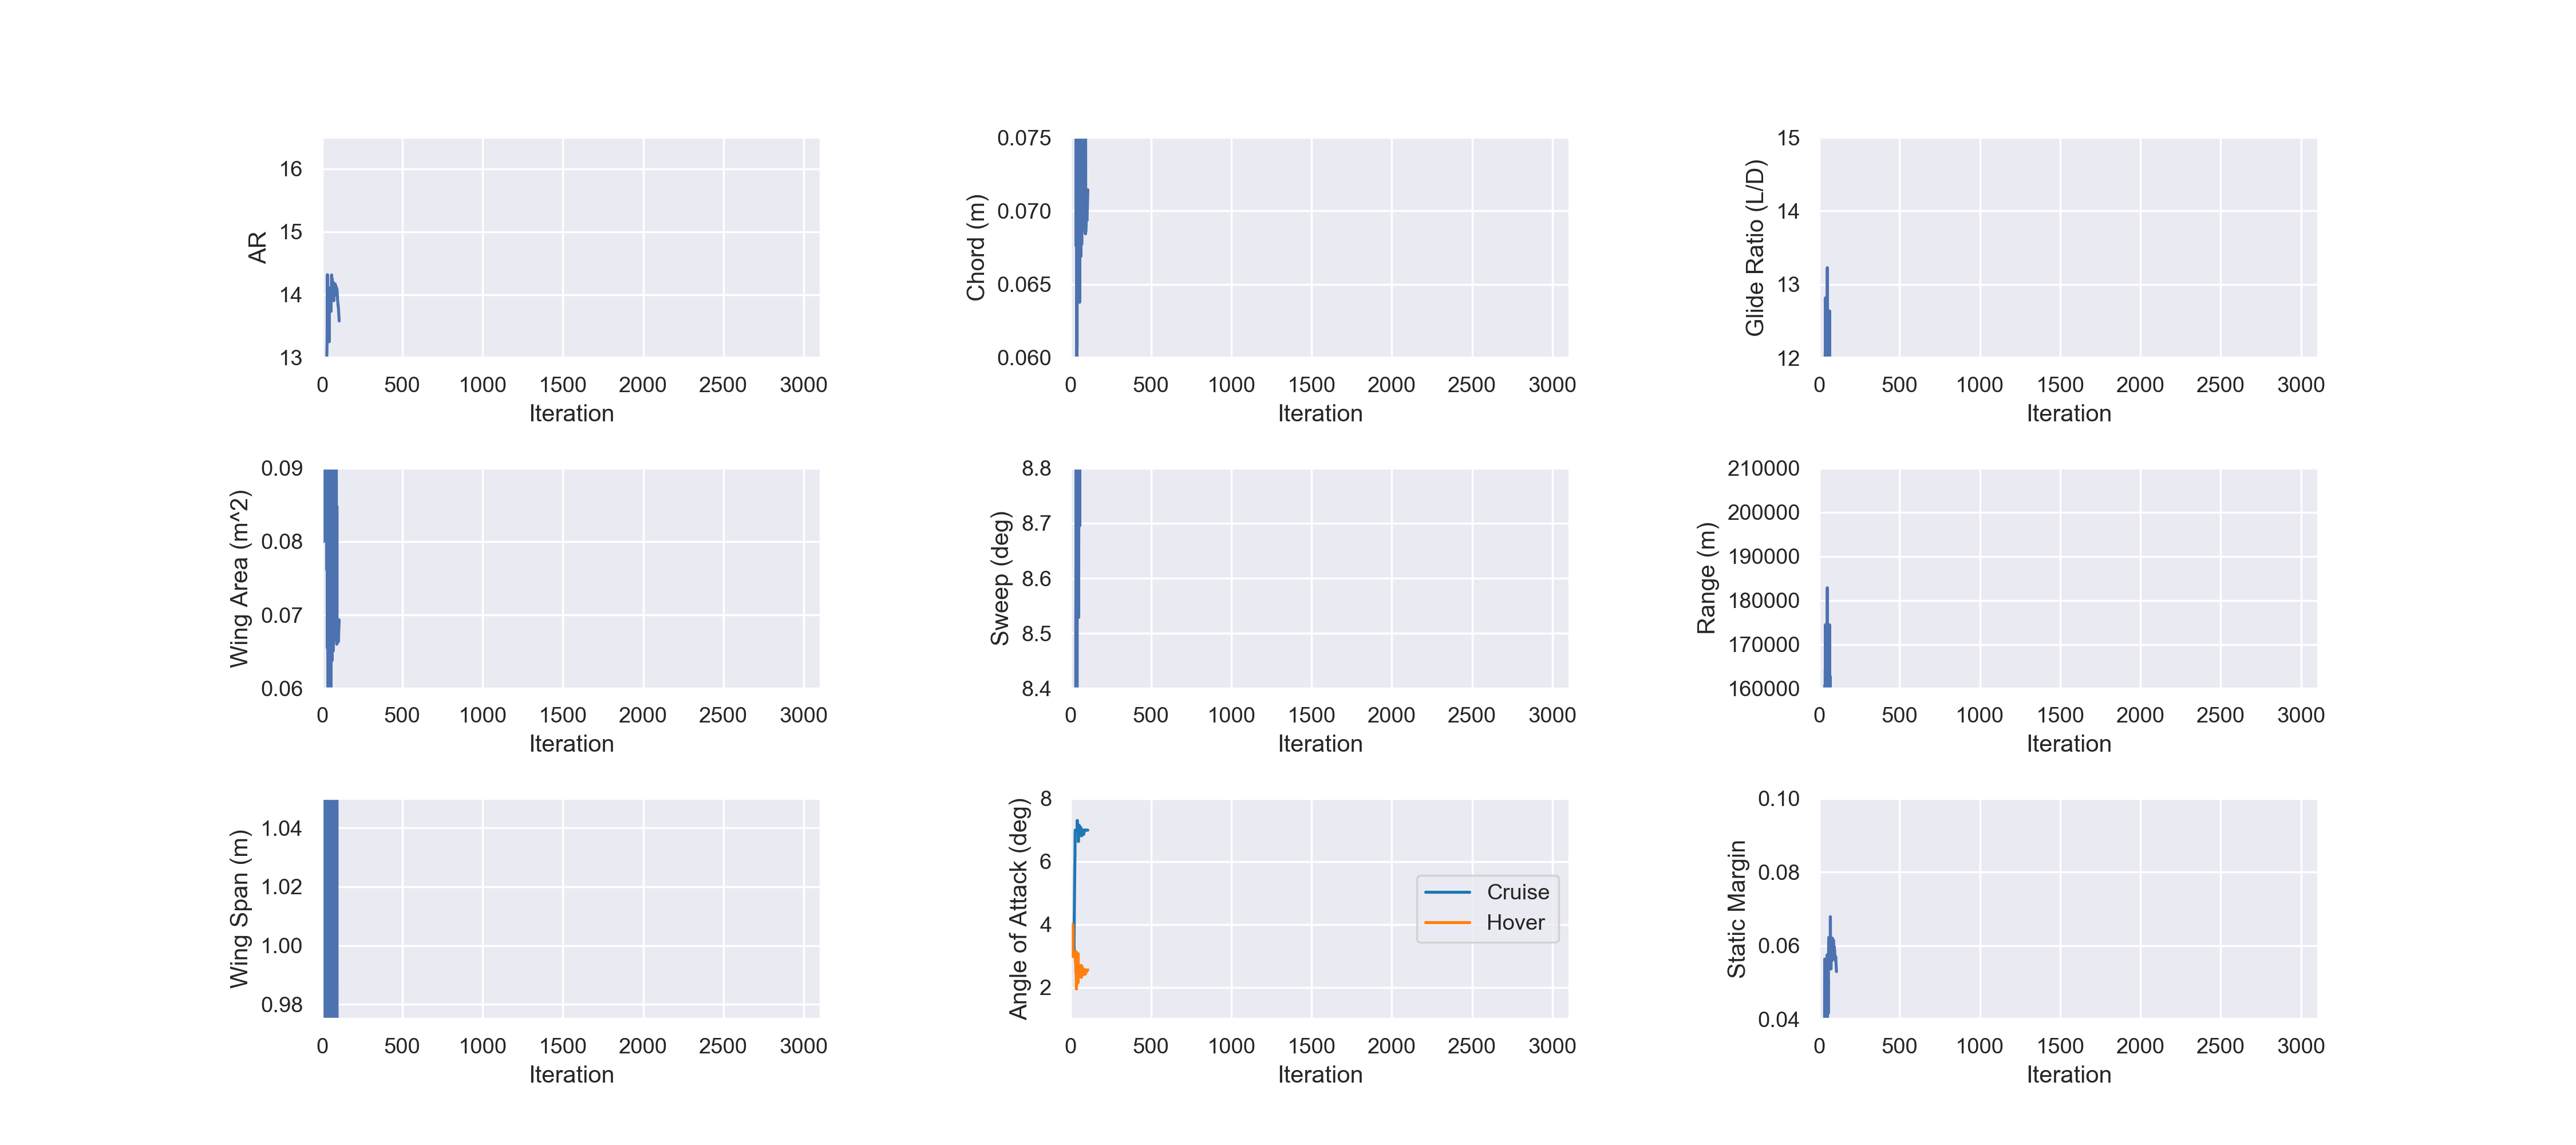 AR
16
15
14
13
0 500 1000 1500 2000 2500 3000
Iteration
Chord (m)
0.075
0.070
0.065
0.060
0 500 1000 1500 2000 2500 3000
Iteration
Glide Ratio (L/D)
15
14
13
12
0 500 1000 1500 2000 2500 3000
Iteration
Wing Area (m^2)
0.09
0.08
0.07
0.06
0 500 1000 1500 2000 2500 3000
Iteration
Sweep (deg)
8.8
8.7
8.6
8.5
8.4
0 500 1000 1500 2000 2500 3000
Iteration
Range (m)
210000
200000
190000
180000
170000
160000
0 500 1000 1500 2000 2500 3000
Iteration
Wing Span (m)
1.04
1.02
1.00
0.98
0 500 1000 1500 2000 2500 3000
Iteration
Angle of Attack (deg)
8
6
4
2
Cruise
Hover
0 500 1000 1500 2000 2500 3000
Iteration
Static Margin
0.10
0.08
0.06
0.04
0 500 1000 1500 2000 2500 3000
Iteration